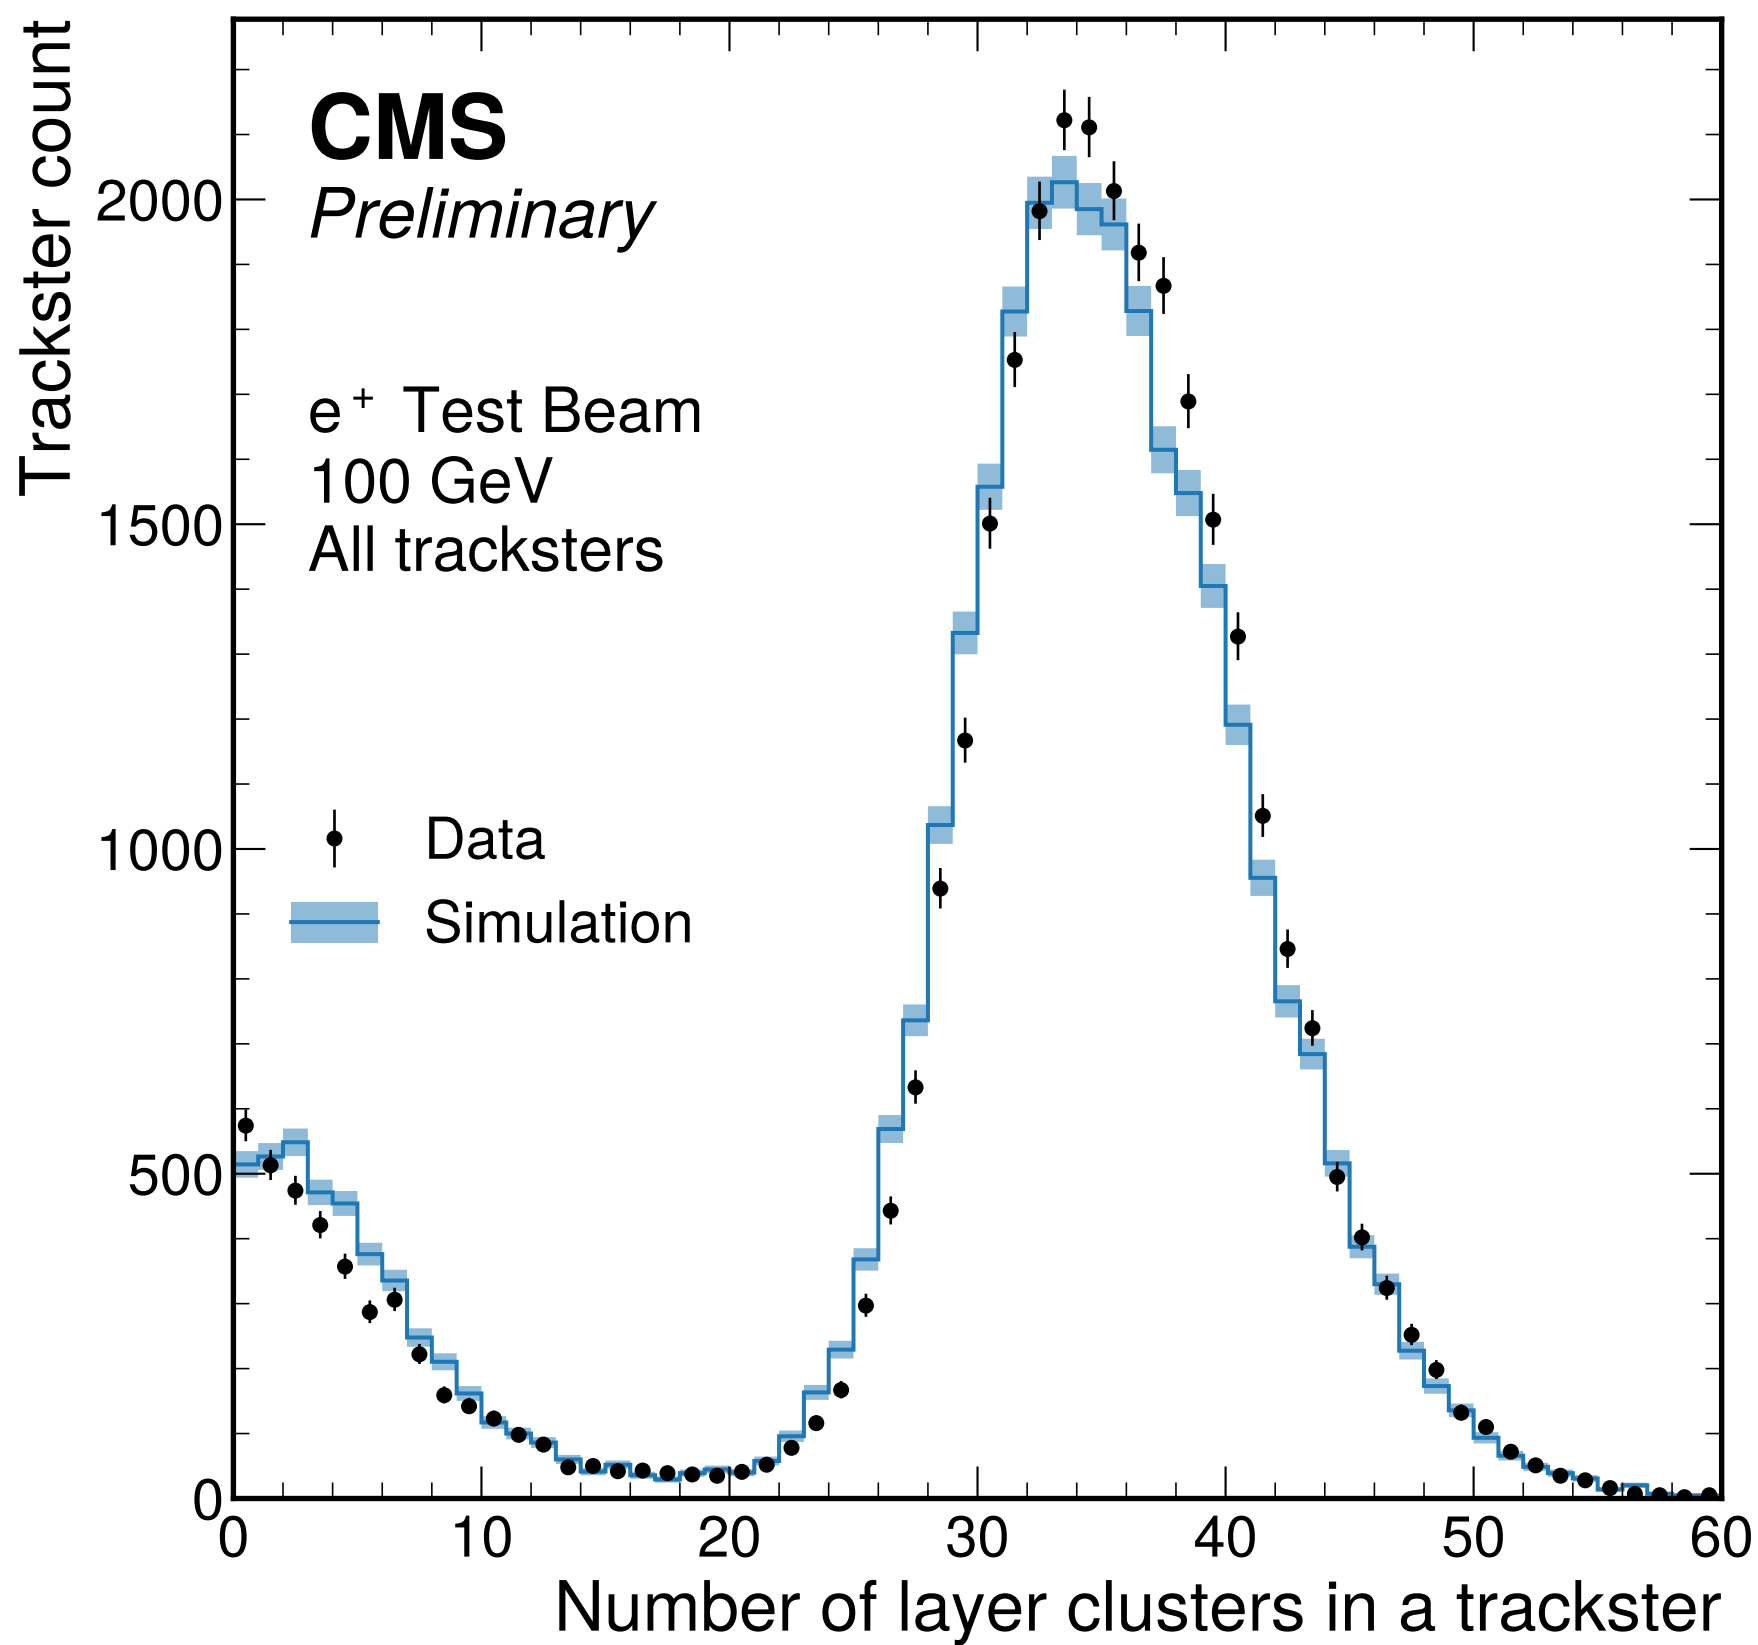 Trackster count
CMS
Preliminary
e⁺ Test Beam
100 GeV
All tracksters
Data
Simulation
2000
1500
1000
500
0
0 10 20 30 40 50 60
Number of layer clusters in a trackster